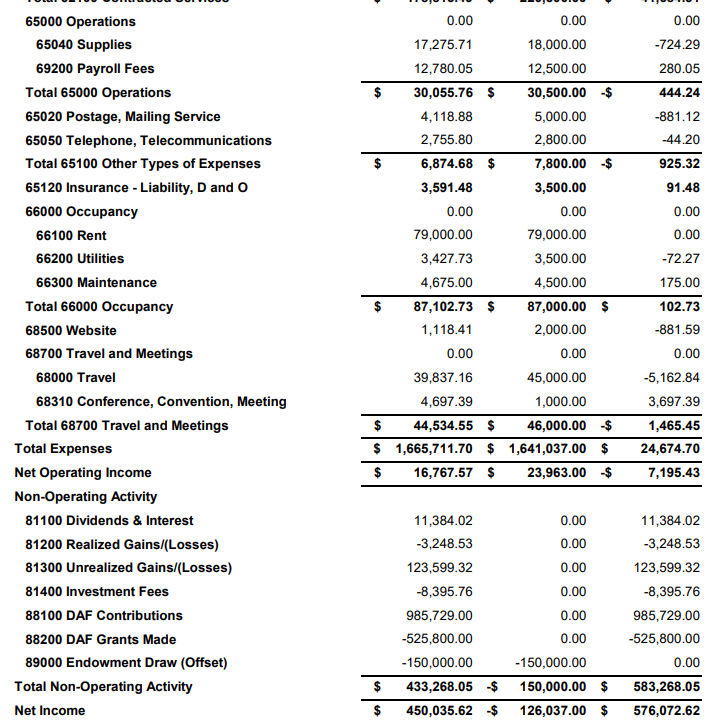 65000 Operations 0.00 0.00 0.00
65040 Supplies 17,275.71 18,000.00 -724.29
69200 Payroll Fees 12,780.05 12,500.00 280.05
Total 65000 Operations $ 30,055.76 $ 30,500.00 -$ 444.24
65020 Postage, Mailing Service 4,118.88 5,000.00 -881.12
65050 Telephone, Telecommunications 2,755.80 2,800.00 -44.20
Total 65100 Other Types of Expenses $ 6,874.68 $ 7,800.00 -$ 925.32
65120 Insurance - Liability, D and O 3,591.48 3,500.00 91.48
66000 Occupancy 0.00 0.00 0.00
66100 Rent 79,000.00 79,000.00 0.00
66200 Utilities 3,427.73 3,500.00 -72.27
66300 Maintenance 4,675.00 4,500.00 175.00
Total 66000 Occupancy $ 87,102.73 $ 87,000.00 $ 102.73
68500 Website 1,118.41 2,000.00 -881.59
68700 Travel and Meetings 0.00 0.00 0.00
68000 Travel 39,837.16 45,000.00 -5,162.84
68310 Conference, Convention, Meeting 4,697.39 1,000.00 3,697.39
Total 68700 Travel and Meetings $ 44,534.55 $ 46,000.00 -$ 1,465.45
Total Expenses $ 1,665,711.70 $ 1,641,037.00 $ 24,674.70
Net Operating Income $ 16,767.57 $ 23,963.00 -$ 7,195.43
Non-Operating Activity
81100 Dividends & Interest 11,384.02 0.00 11,384.02
81200 Realized Gains/(Losses) -3,248.53 0.00 -3,248.53
81300 Unrealized Gains/(Losses) 123,599.32 0.00 123,599.32
81400 Investment Fees -8,395.76 0.00 -8,395.76
88100 DAF Contributions 985,729.00 0.00 985,729.00
88200 DAF Grants Made -525,800.00 0.00 -525,800.00
89000 Endowment Draw (Offset) -150,000.00 -150,000.00 0.00
Total Non-Operating Activity $ 433,268.05 -$ 150,000.00 $ 583,268.05
Net Income $ 450,035.62 -$ 126,037.00 $ 576,072.62